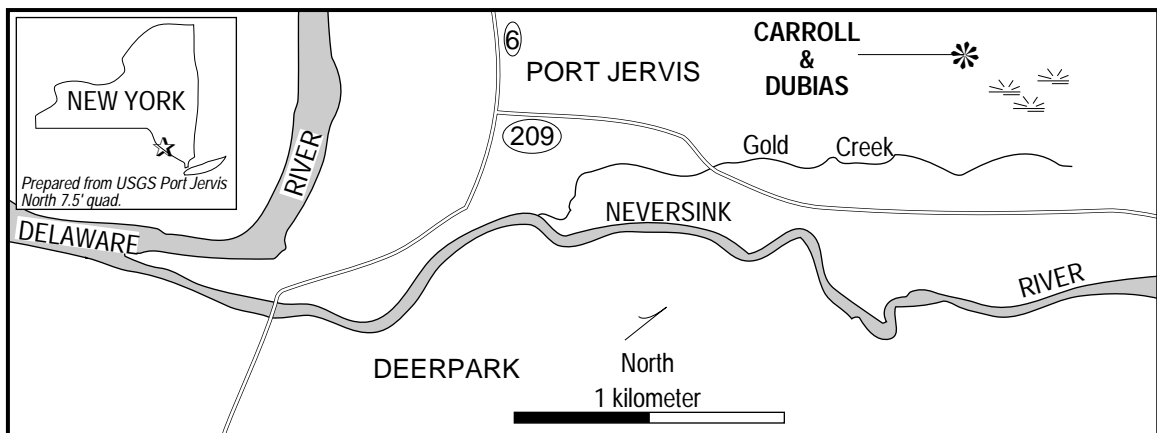 NEW YORK
Prepared from USGS Port Jervis
North 7.5' quad.
RIVER
DELAWARE
6
PORT JERVIS
209
CARROLL
&
DUBIAS
Gold Creek
NEVERSINK
RIVER
DEERPARK
North
1 kilometer